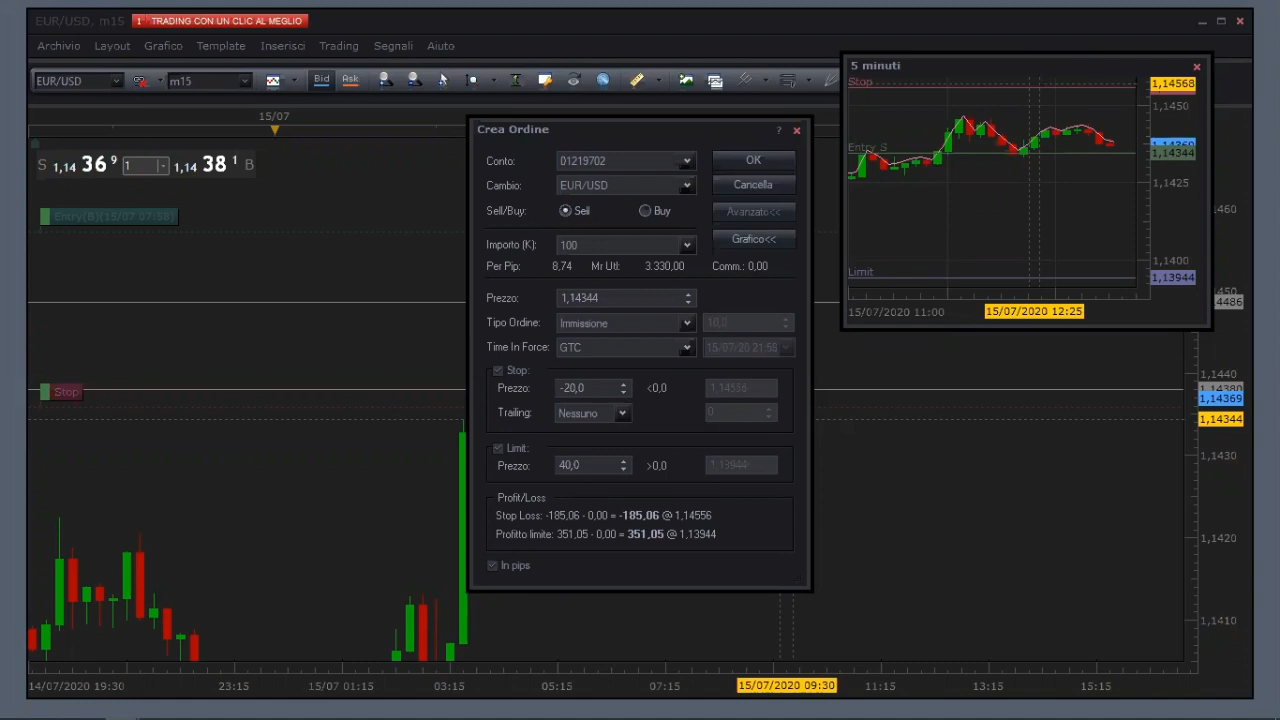 EUR/USD, m15 1 TRADING CON UN CLIC AL MEGLIO
Archivio Layout Grafico Template Inserisci Trading Segnali Aiuto
EUR/USD m15 Bid Ask
15/07
S 1,14 36 9 1 1,14 38 1 B
Entry(B)(15/07 07:58)
Stop
Crea Ordine ?
Conto: 01219702 OK
Cambio: EUR/USD Cancella
Sell/Buy: Sell Buy Avanzato<<
Importo (K): 100 Grafico<<
Per Pip: 8,74 Mr Utl: 3.330,00 Comm.: 0,00
Prezzo: 1,14344
Tipo Ordine: Immissione 10,0
Time In Force: GTC 15/07/20 21:58
Stop:
Prezzo: -20,0 <0,0 1,14556
Trailing: Nessuno 0
Limit:
Prezzo: 40,0 >0,0 1,13944
Profit/Loss
Stop Loss: -185,06 - 0,00 = -185,06 @ 1,14556
Profitto limite: 351,05 - 0,00 = 351,05 @ 1,13944
In pips
5 minuti
Stop 1,14568
1,1450
Entry S
1,14344
1,1425
1,1400
Limit 1,13944
15/07/2020 11:00 15/07/2020 12:25
1,1440
1,14369
1,14344
1,1430
1,1420
1,1410
14/07/2020 19:30 23:15 15/07 01:15 03:15 05:15 07:15 15/07/2020 09:30 11:15 13:15 15:15